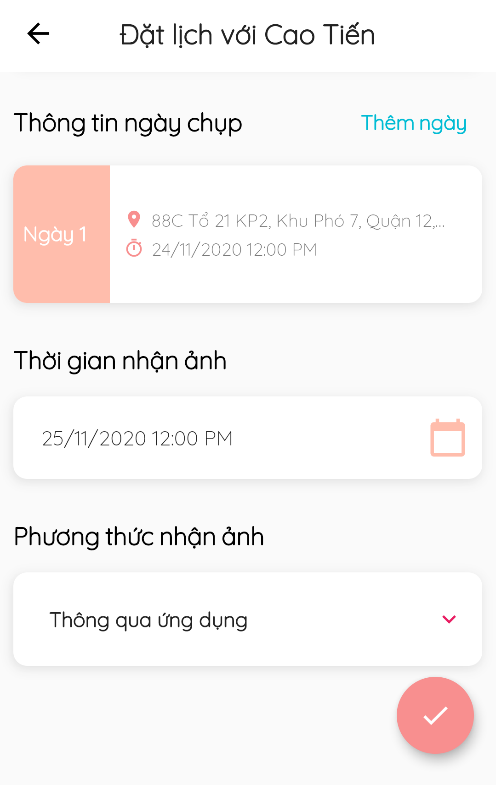 Đặt lịch với Cao Tiến
Thông tin ngày chụp
Thêm ngày
Ngày 1
88C Tổ 21 KP2, Khu Phó 7, Quận 12,...
24/11/2020 12:00 PM
Thời gian nhận ảnh
25/11/2020 12:00 PM
Phương thức nhận ảnh
Thông qua ứng dụng